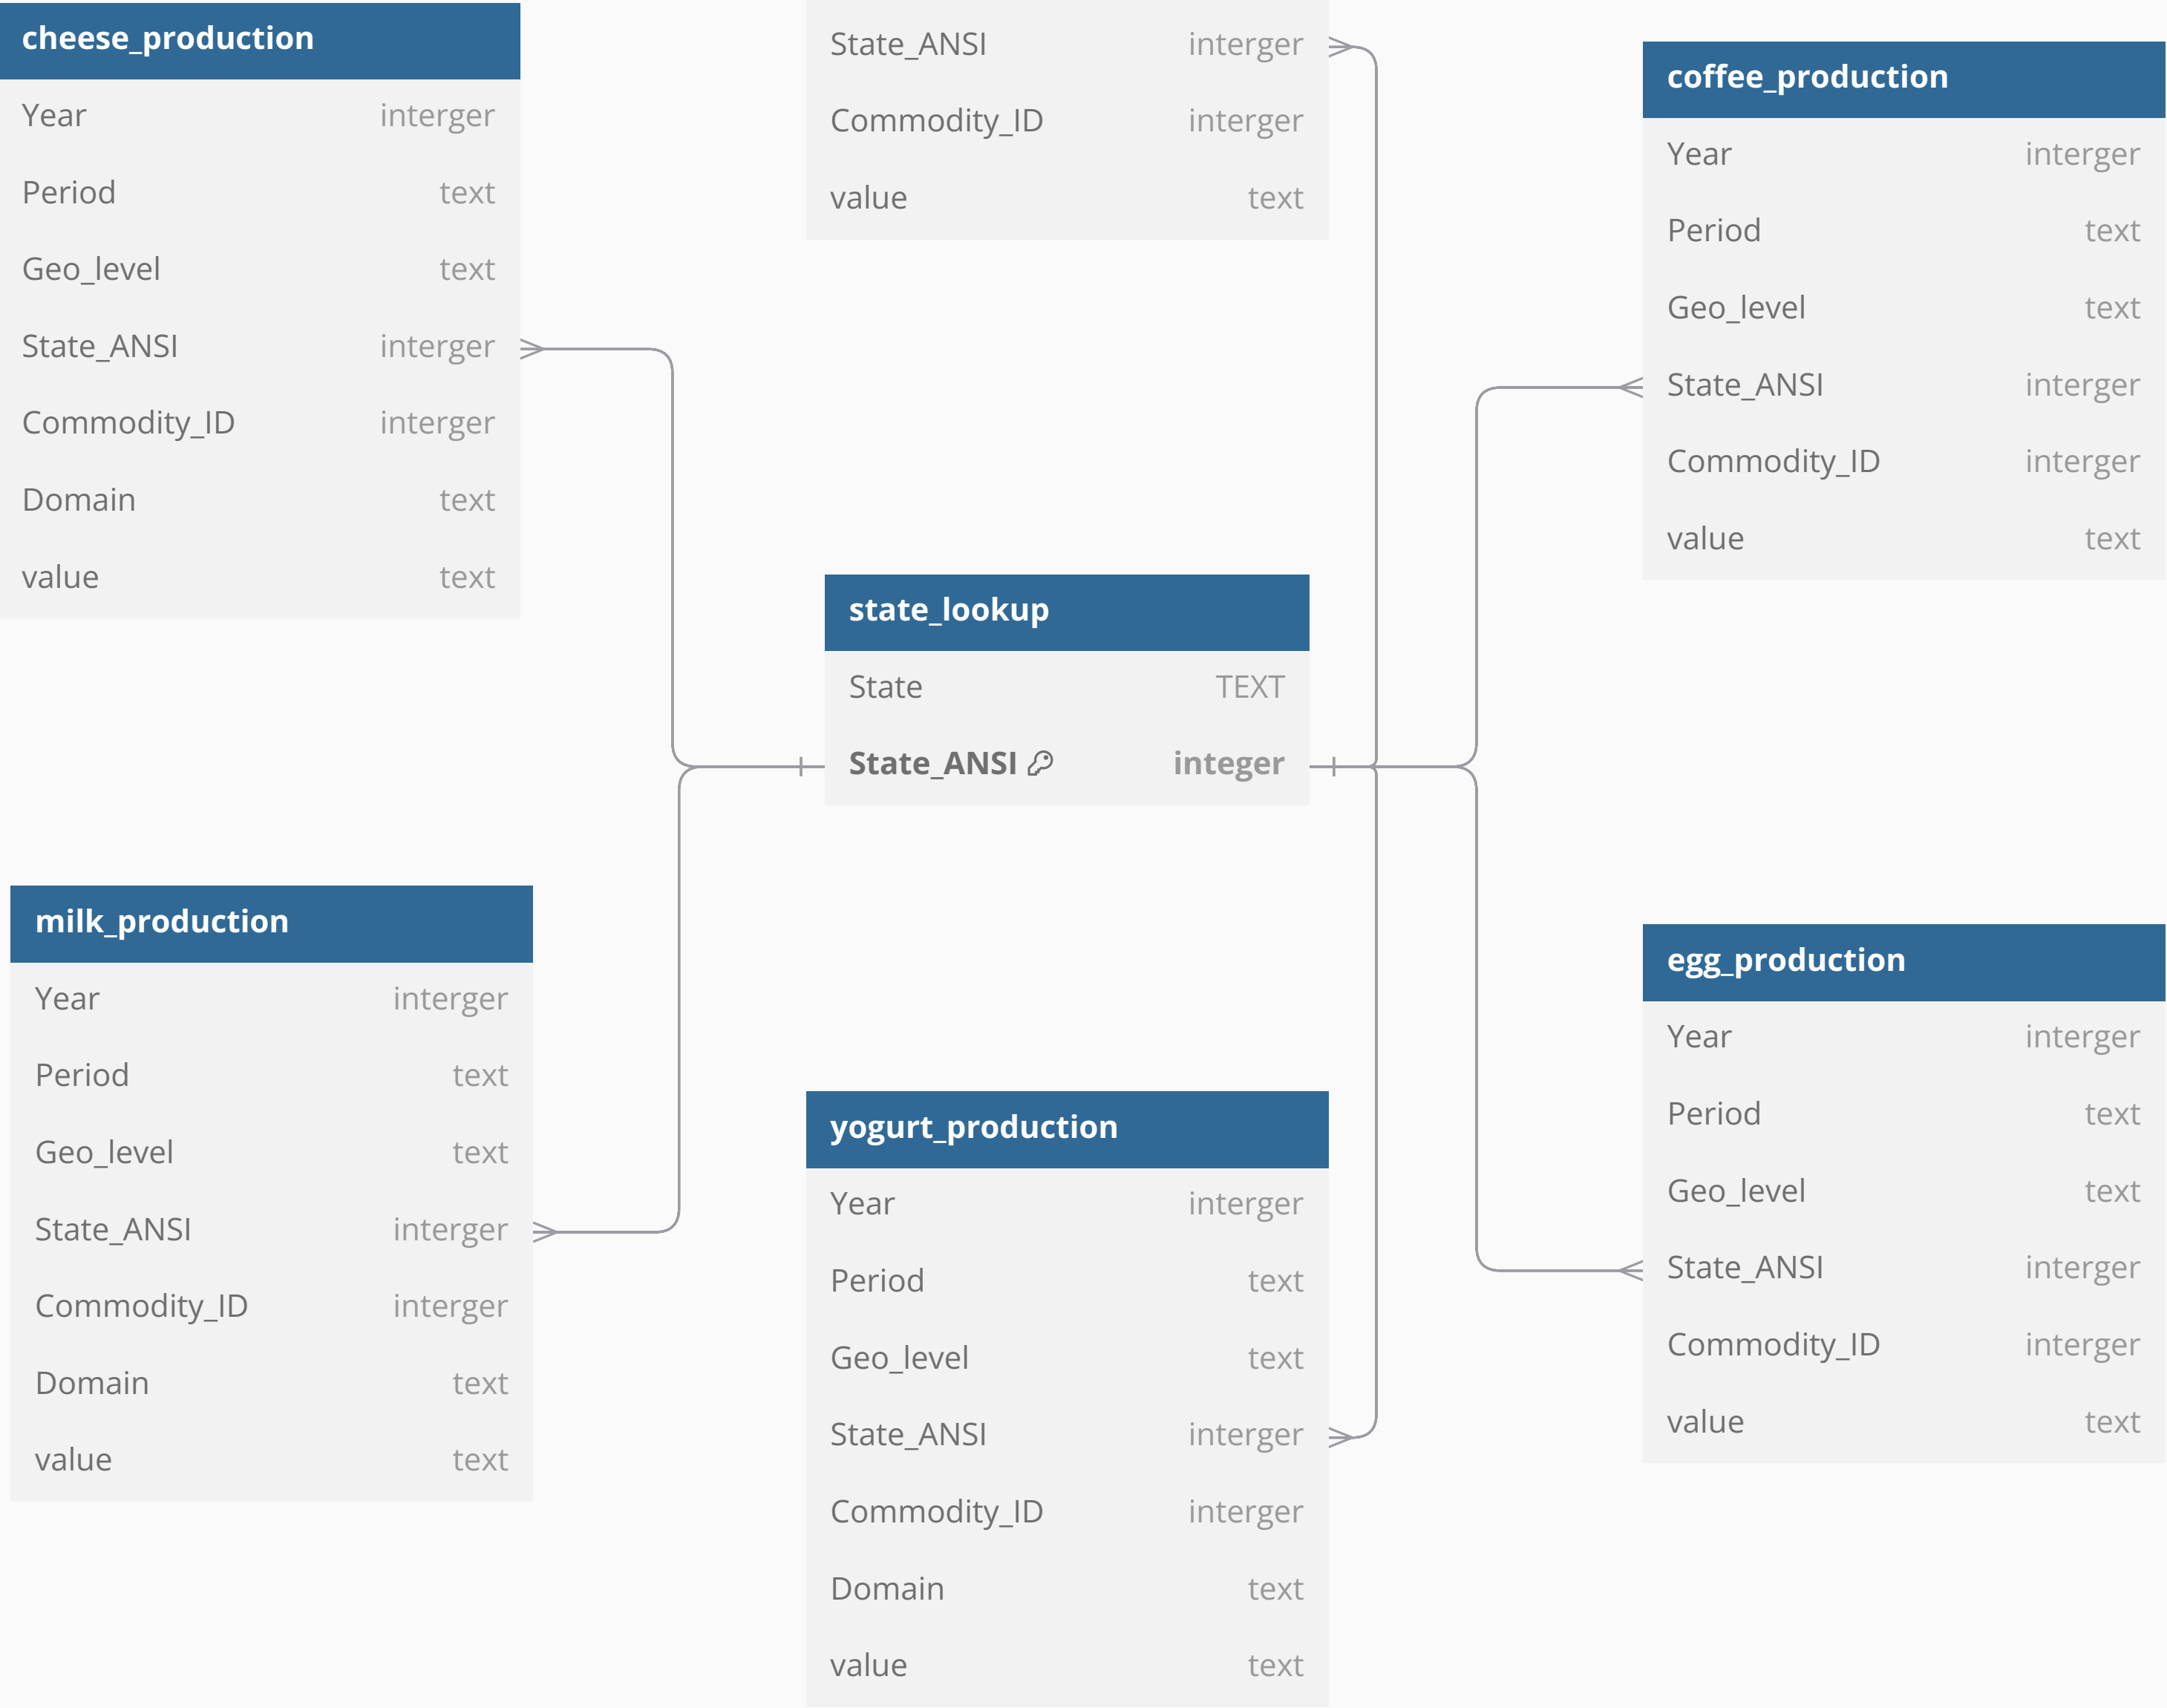 cheese_production
Year interger
Period text
Geo_level text
State_ANSI interger
Commodity_ID interger
Domain text
value text
State_ANSI interger
Commodity_ID interger
value text
coffee_production
Year interger
Period text
Geo_level text
State_ANSI interger
Commodity_ID interger
value text
state_lookup
State TEXT
State_ANSI integer
milk_production
Year interger
Period text
Geo_level text
State_ANSI interger
Commodity_ID interger
Domain text
value text
yogurt_production
Year interger
Period text
Geo_level text
State_ANSI interger
Commodity_ID interger
Domain text
value text
egg_production
Year interger
Period text
Geo_level text
State_ANSI interger
Commodity_ID interger
value text